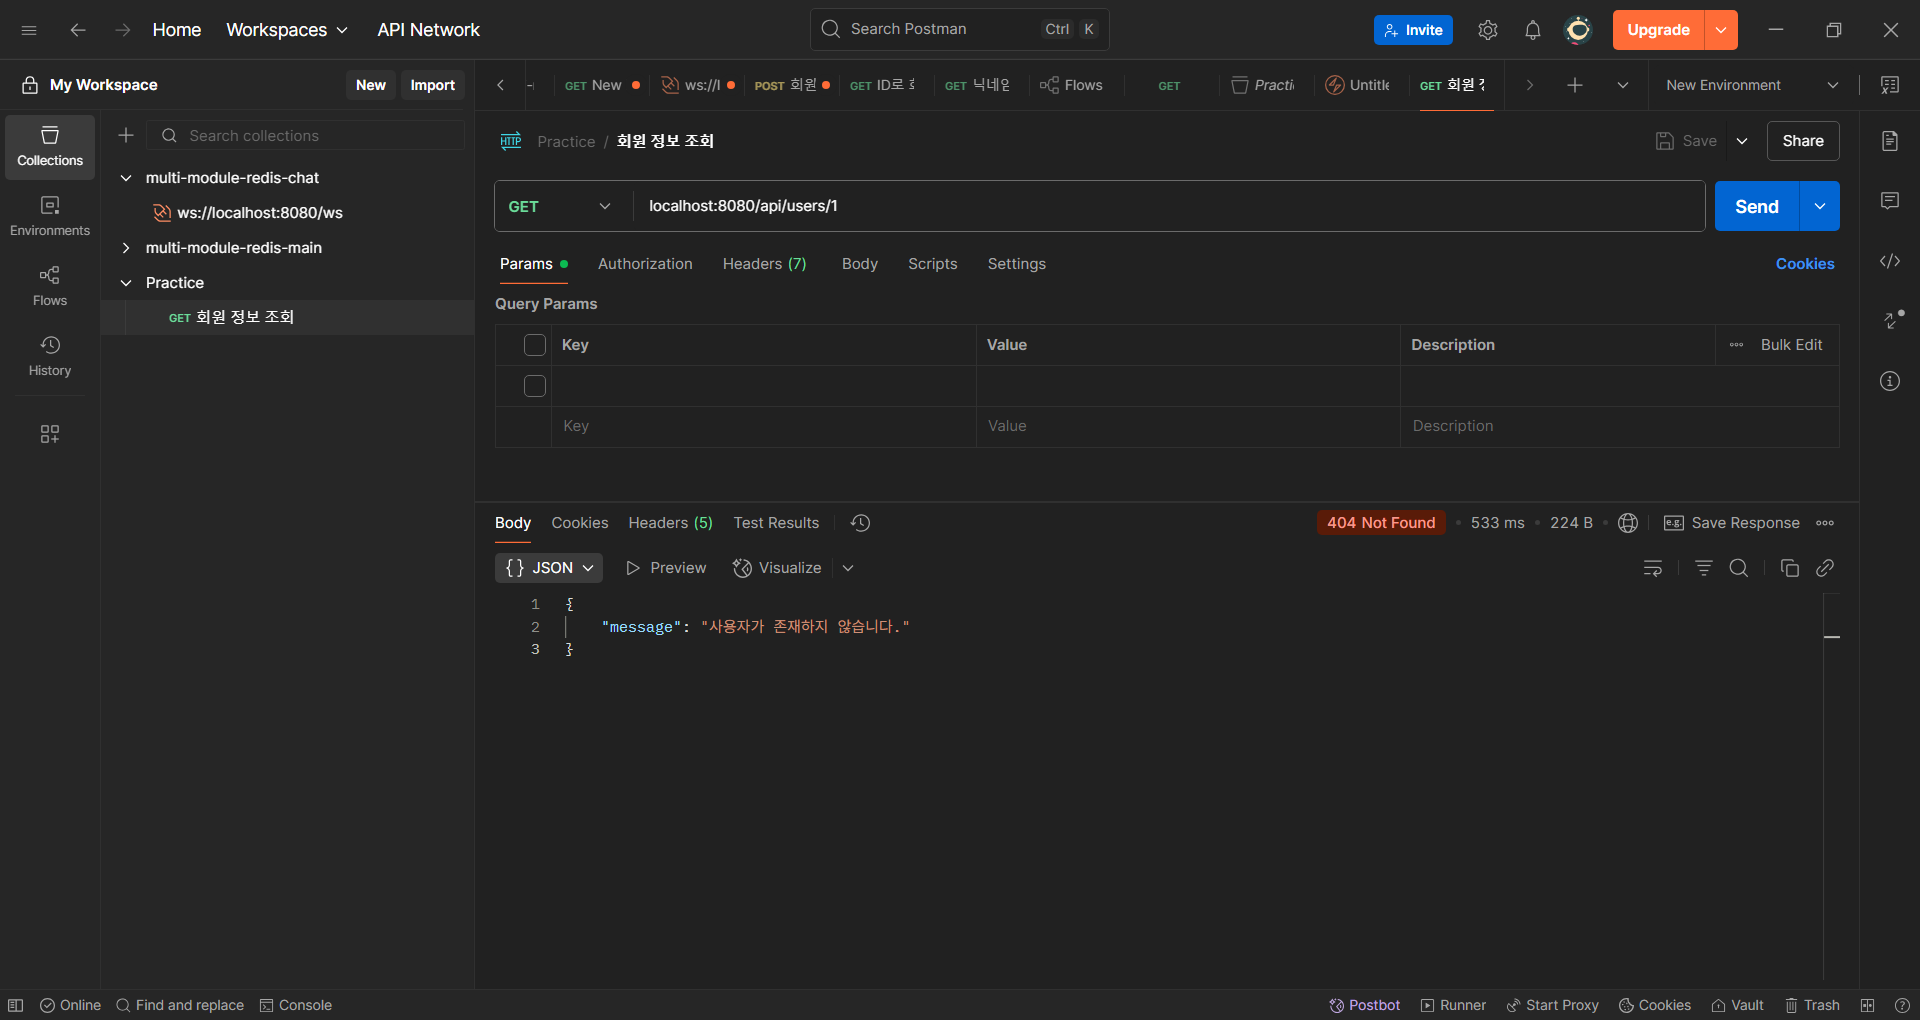 Home Workspaces API Network Search Postman Ctrl K Invite Upgrade
My Workspace New Import
GET New ws://l POST 회원 GET ID로 GET 닉네임 Flows GET Practi Untitle GET 회원 New Environment
Collections
Environments
Flows
History
Search collections
multi-module-redis-chat
ws://localhost:8080/ws
multi-module-redis-main
Practice
GET 회원 정보 조회
HTTP Practice / 회원 정보 조회 Save Share
GET localhost:8080/api/users/1 Send
Params Authorization Headers (7) Body Scripts Settings Cookies
Query Params
Key Value Description Bulk Edit
Key Value Description
Body Cookies Headers (5) Test Results 404 Not Found 533 ms 224 B e.g. Save Response
{} JSON Preview Visualize
1 {
2 "message": "사용자가 존재하지 않습니다."
3 }
Online Find and replace Console Postbot Runner Start Proxy Cookies Vault Trash